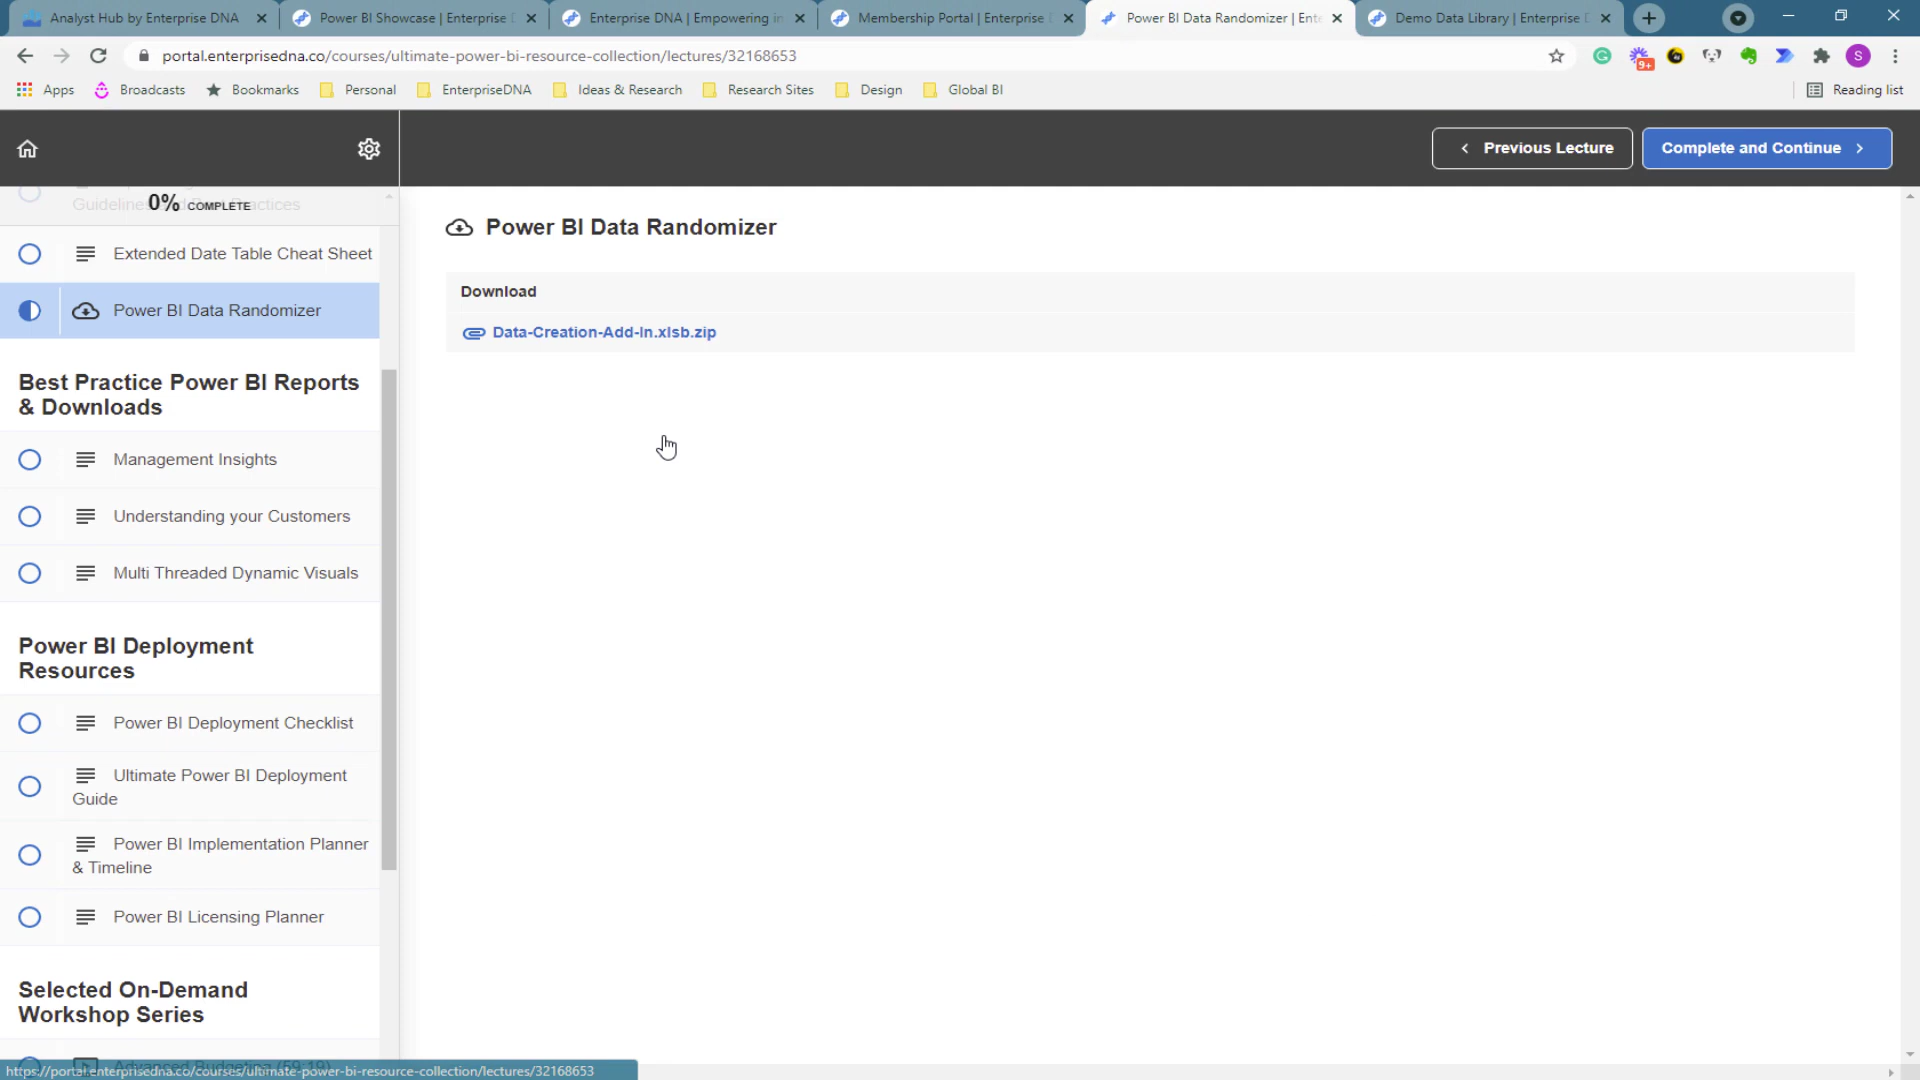 Analyst Hub by Enterprise DNA
Power BI Showcase | Enterprise D
Enterprise DNA | Empowering in
Membership Portal | Enterprise D
Power BI Data Randomizer | Ente
Demo Data Library | Enterprise D
portal.enterprisedna.co/courses/ultimate-power-bi-resource-collection/lectures/32168653
9+
S
Apps
Broadcasts
Bookmarks
Personal
EnterpriseDNA
Ideas & Research
Research Sites
Design
Global BI
Reading list
Previous Lecture
Complete and Continue
0% COMPLETE
Extended Date Table Cheat Sheet
Power BI Data Randomizer
Best Practice Power BI Reports
& Downloads
Management Insights
Understanding your Customers
Multi Threaded Dynamic Visuals
Power BI Deployment
Resources
Power BI Deployment Checklist
Ultimate Power BI Deployment
Guide
Power BI Implementation Planner
& Timeline
Power BI Licensing Planner
Selected On-Demand
Workshop Series
Advanced Budgeting (59:19)
https://portal.enterprisedna.co/courses/ultimate-power-bi-resource-collection/lectures/32168653
Power BI Data Randomizer
Download
Data-Creation-Add-In.xlsb.zip